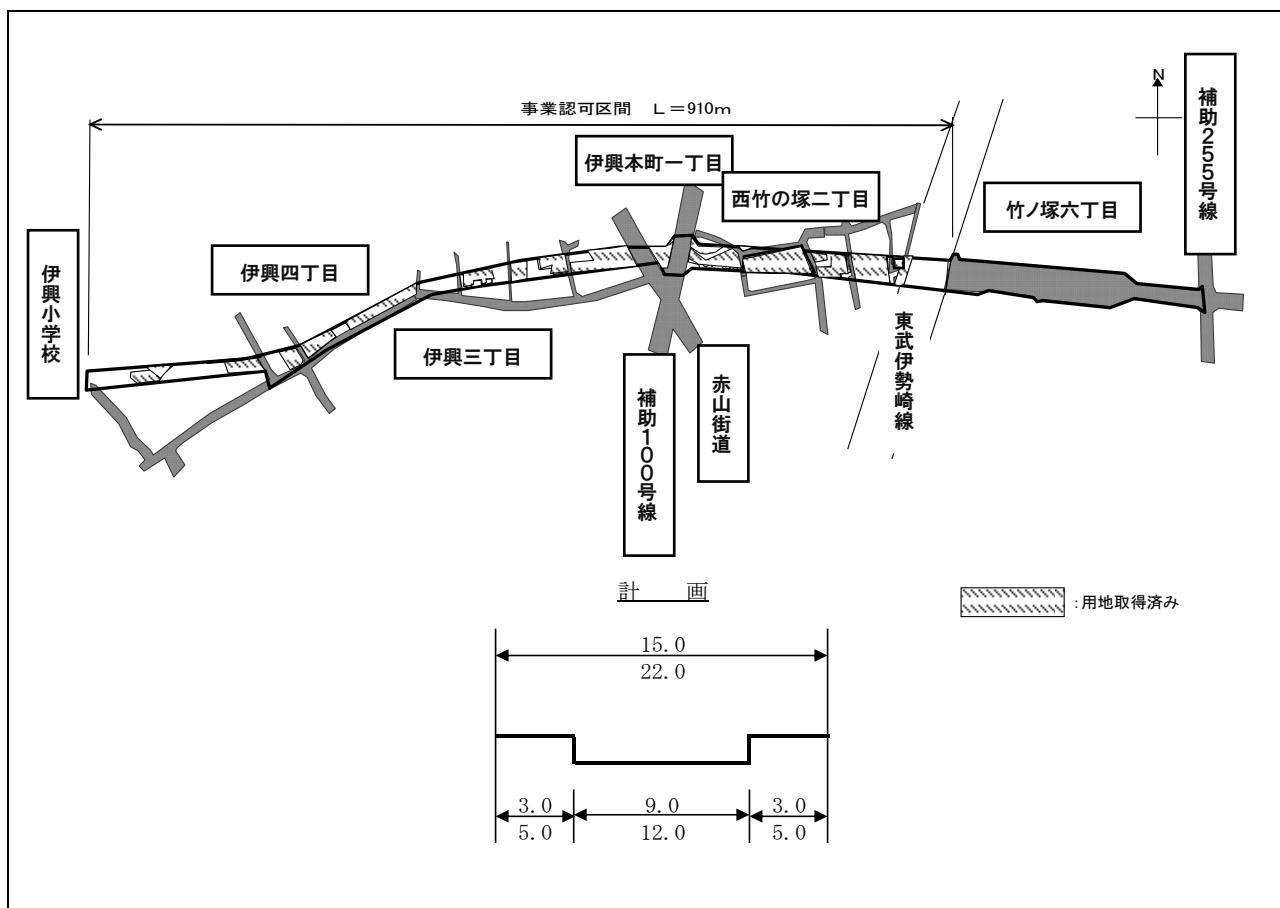 事業認可区間 L=910m
N
補助255号線
伊興本町一丁目
西竹の塚二丁目
竹ノ塚六丁目
伊興小学校
伊興四丁目
伊興三丁目
東武伊勢崎線
補助100号線
赤山街道
計 画
:用地取得済み
15.0
22.0
3.0 9.0 3.0
5.0 12.0 5.0